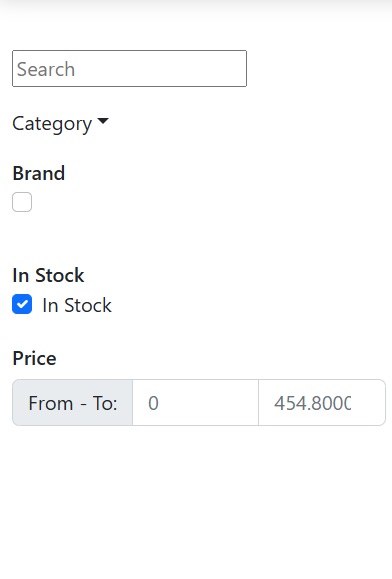 Search
Category
Brand
In Stock
In Stock
Price
From - To: 0 454.8000